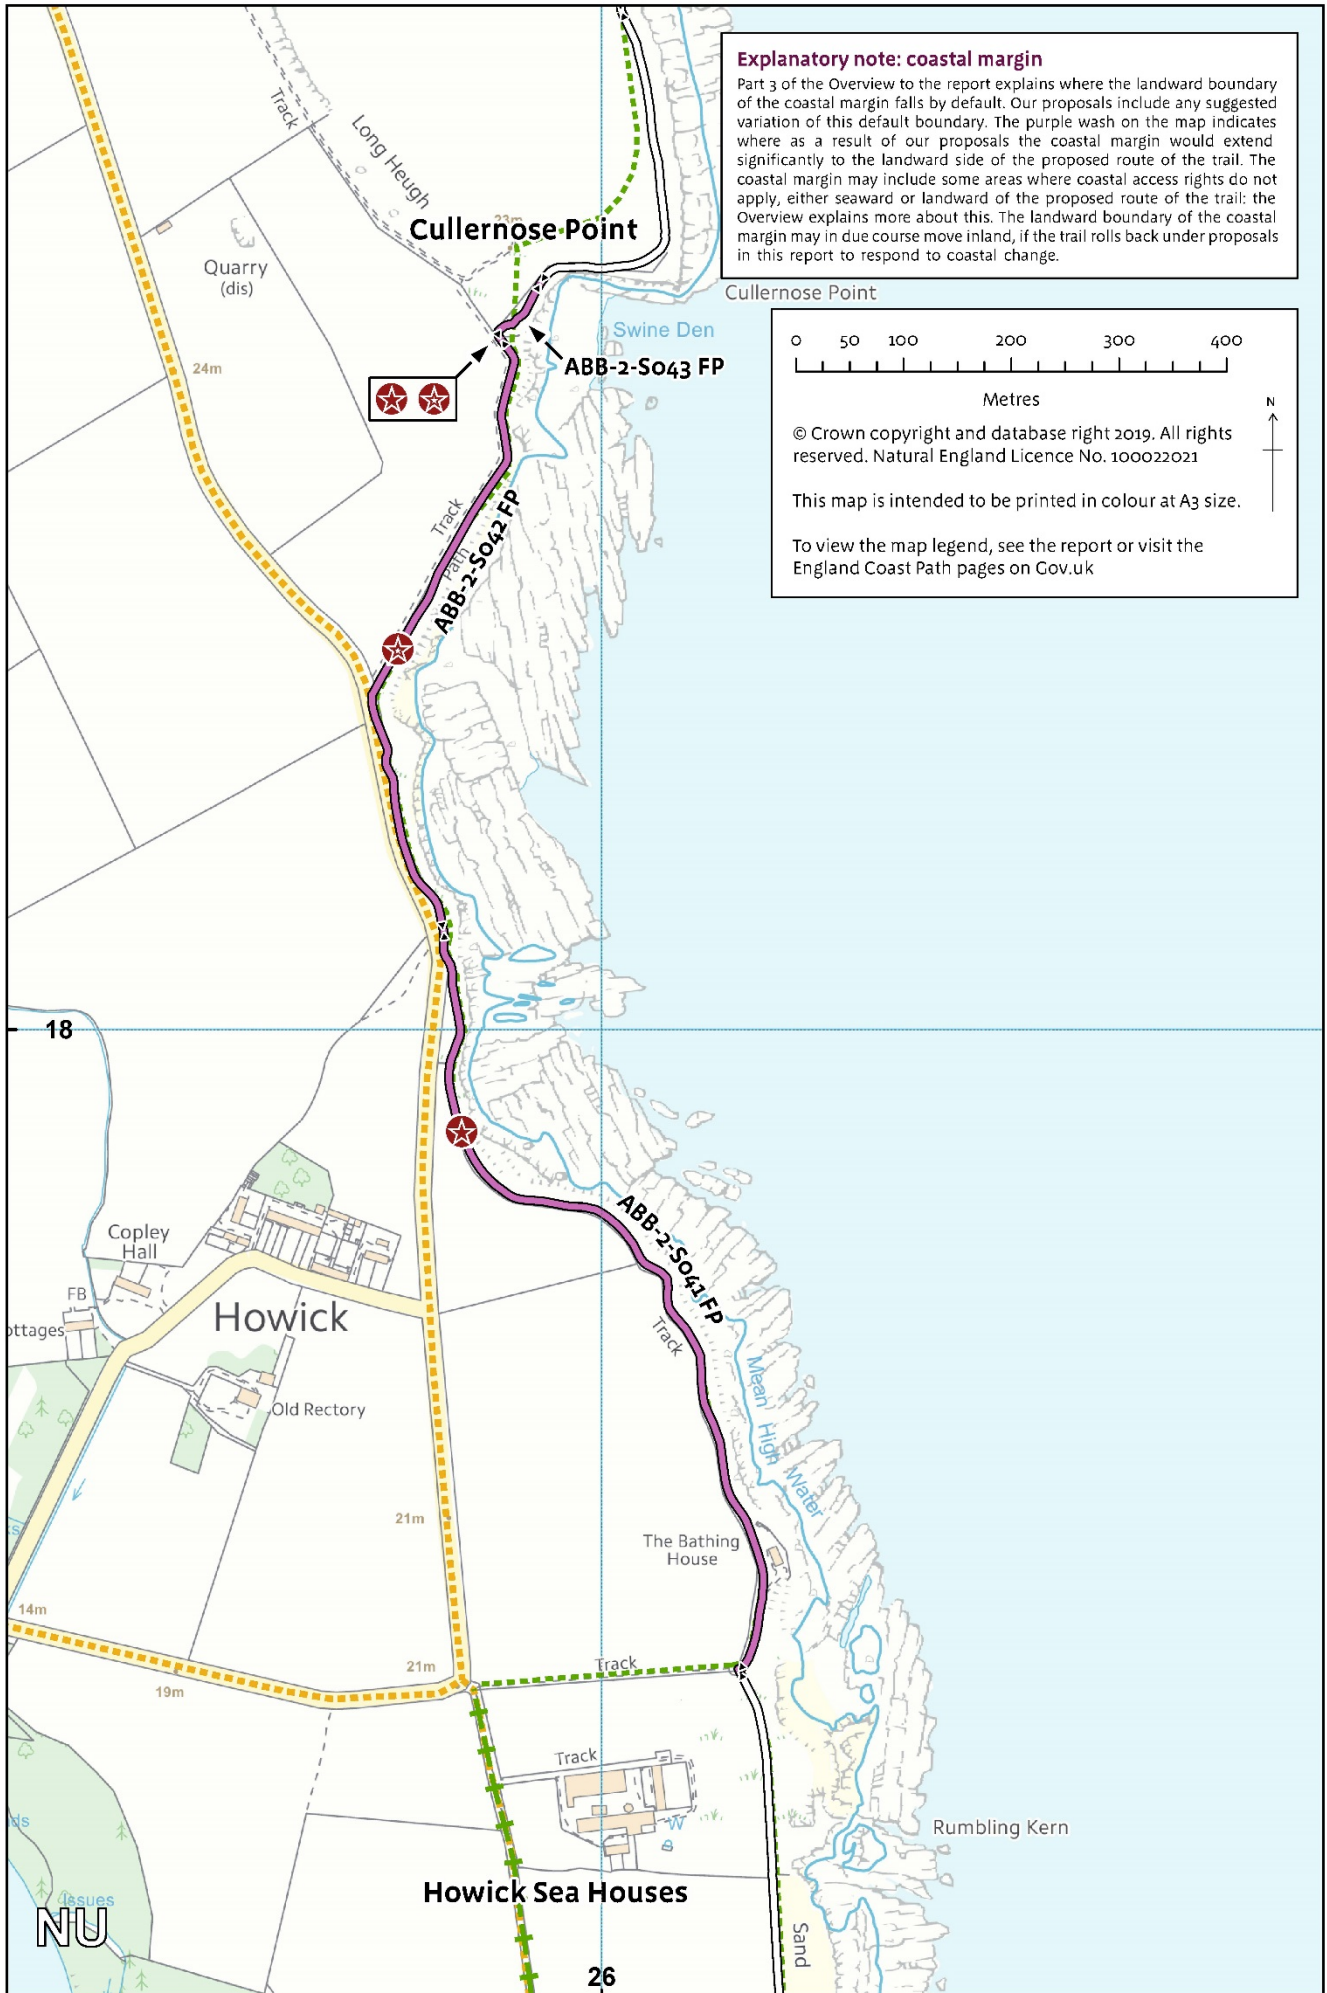 Explanatory note: coastal margin
Part 3 of the Overview to the report explains where the landward boundary
of the coastal margin falls by default. Our proposals include any suggested
variation of this default boundary. The purple wash on the map indicates
where as a result of our proposals the coastal margin would extend
significantly to the landward side of the proposed route of the trail. The
coastal margin may include some areas where coastal access rights do not
apply, either seaward or landward of the proposed route of the trail: the
Overview explains more about this. The landward boundary of the coastal
margin may in due course move inland, if the trail rolls back under proposals
in this report to respond to coastal change.
Track
Long Heugh
23m
Cullernose Point
Quarry
(dis)
Cullernose Point
Swine Den
ABB-2-S043 FP
24m
0 50 100 200 300 400
Metres
N
© Crown copyright and database right 2019. All rights
reserved. Natural England Licence No. 100022021
This map is intended to be printed in colour at A3 size.
To view the map legend, see the report or visit the
England Coast Path pages on Gov.uk
Track
Path
ABB-2-S042 FP
18
Copley
Hall
FB
ottages
Howick
ABB-2-S041 FP
Track
Mean High Water
Old Rectory
21m
The Bathing
House
14m
21m
19m
Track
Track
W
Rumbling Kern
ds
Howick Sea Houses
Issues
NU
Sand
26